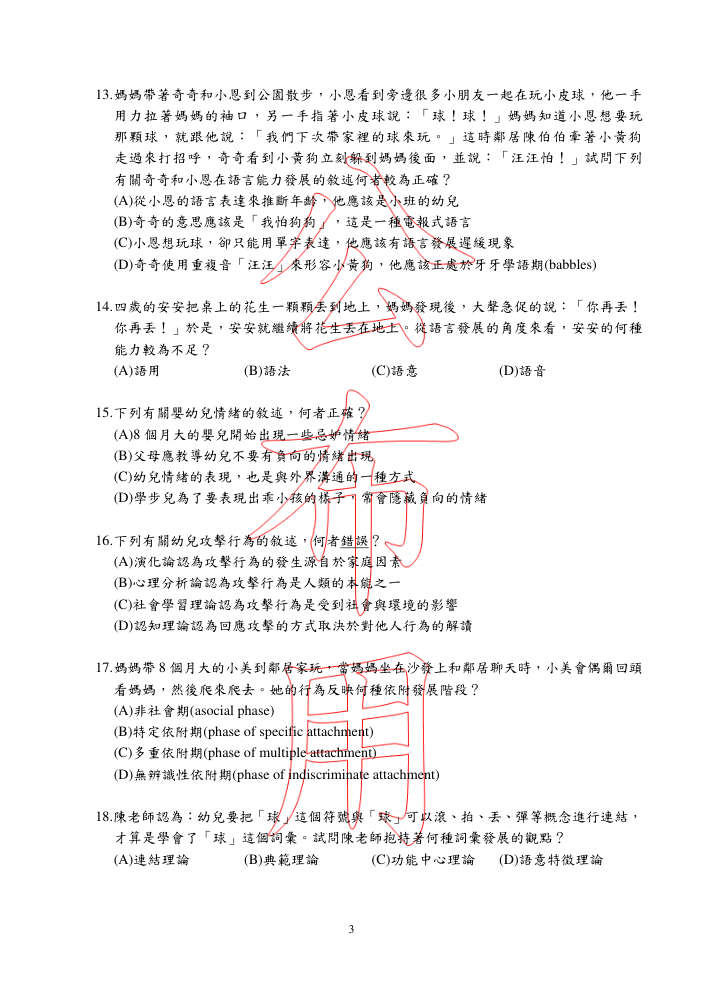 13.媽媽帶著奇奇和小恩到公園散步，小恩看到旁邊很多小朋友一起在玩小皮球，他一手
用力拉著媽媽的袖口，另一手指著小皮球說：「球！球！」媽媽知道小恩想要玩
那顆球，就跟他說：「我們下次帶家裡的球來玩。」這時鄰居陳伯伯牽著小黃狗
走過來打招呼，奇奇看到小黃狗立刻躲到媽媽後面，並說：「汪汪怕！」試問下列
有關奇奇和小恩在語言能力發展的敘述何者較為正確？
(A)從小恩的語言表達來推斷年齡，他應該是小班的幼兒
(B)奇奇的意思應該是「我怕狗狗」，這是一種電報式語言
(C)小恩想玩球，卻只能用單字表達，他應該有語言發展遲緩現象
(D)奇奇使用重複音「汪汪」來形容小黃狗，他應該正處於牙牙學語期(babbles)
14.四歲的安安把桌上的花生一顆顆丟到地上，媽媽發現後，大聲急促的說：「你再丟！
你再丟！」於是，安安就繼續將花生丟在地上。從語言發展的角度來看，安安的何種
能力較為不足？
(A)語用 (B)語法 (C)語意 (D)語音
15.下列有關嬰幼兒情緒的敘述，何者正確？
(A)8 個月大的嬰兒開始出現一些忌妒情緒
(B)父母應教導幼兒不要有負向的情緒出現
(C)幼兒情緒的表現，也是與外界溝通的一種方式
(D)學步兒為了要表現出乖小孩的樣子，常會隱藏負向的情緒
16.下列有關幼兒攻擊行為的敘述，何者錯誤？
(A)演化論認為攻擊行為的發生源自於家庭因素
(B)心理分析論認為攻擊行為是人類的本能之一
(C)社會學習理論認為攻擊行為是受到社會與環境的影響
(D)認知理論認為回應攻擊的方式取決於對他人行為的解讀
17.媽媽帶 8 個月大的小美到鄰居家玩，當媽媽坐在沙發上和鄰居聊天時，小美會偶爾回頭
看媽媽，然後爬來爬去。她的行為反映何種依附發展階段？
(A)非社會期(asocial phase)
(B)特定依附期(phase of specific attachment)
(C)多重依附期(phase of multiple attachment)
(D)無辨識性依附期(phase of indiscriminate attachment)
18.陳老師認為：幼兒要把「球」這個符號與「球」可以滾、拍、丟、彈等概念進行連結，
才算是學會了「球」這個詞彙。試問陳老師抱持著何種詞彙發展的觀點？
(A)連結理論 (B)典範理論 (C)功能中心理論 (D)語意特徵理論
公布用
3